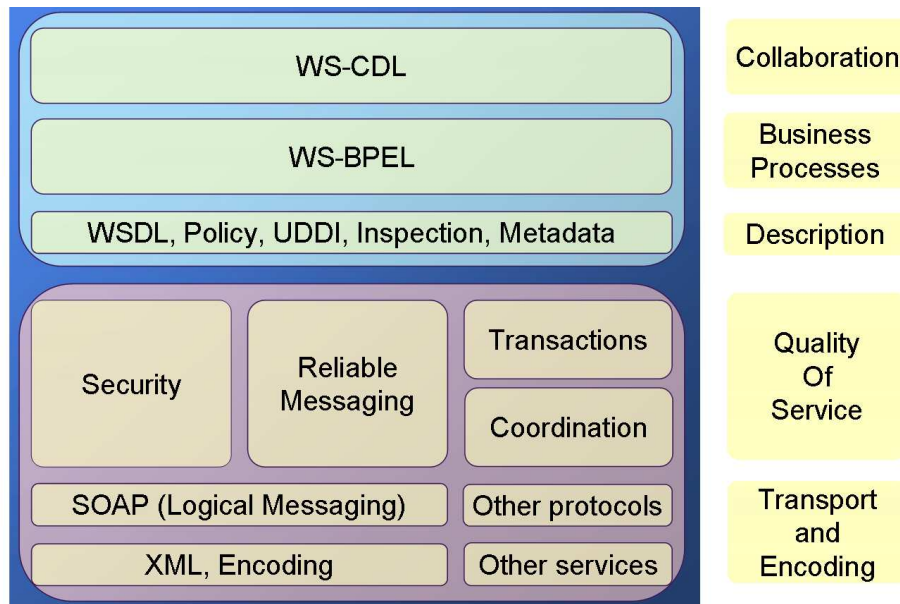 WS-CDL
Collaboration
WS-BPEL
Business
Processes
WSDL, Policy, UDDI, Inspection, Metadata
Description
Security
Reliable
Messaging
Transactions
Coordination
Quality
Of
Service
SOAP (Logical Messaging)
Other protocols
XML, Encoding
Other services
Transport
and
Encoding